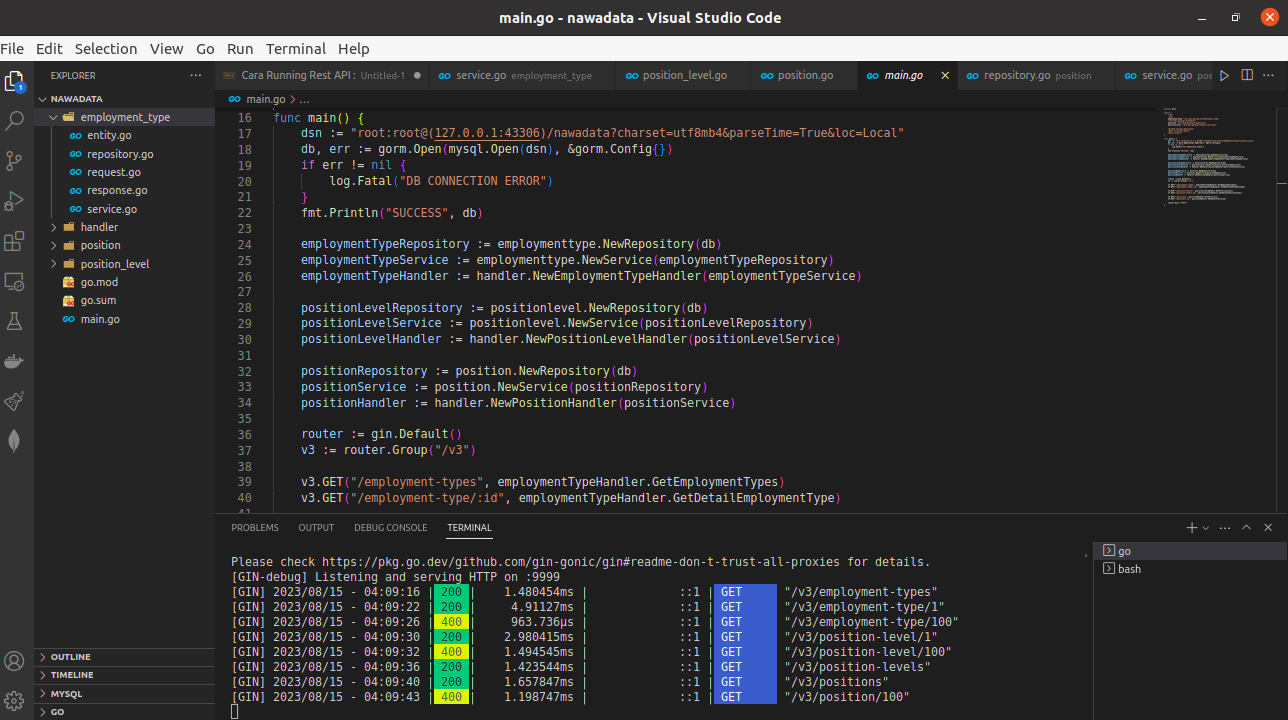 main.go - nawadata - Visual Studio Code
File Edit Selection View Go Run Terminal Help
EXPLORER
NAWADATA
employment_type
entity.go
repository.go
request.go
response.go
service.go
handler
position
position_level
go.mod
go.sum
main.go
OUTLINE
TIMELINE
MYSQL
GO
Cara Running Rest API : Untitled-1
service.go employment_type
position_level.go
position.go
main.go
repository.go position
service.go pos
main.go > ...
16 func main() {
17 dsn := "root:root@(127.0.0.1:43306)/nawadata?charset=utf8mb4&parseTime=True&loc=Local"
18 db, err := gorm.Open(mysql.Open(dsn), &gorm.Config{})
19 if err != nil {
20 log.Fatal("DB CONNECTION ERROR")
21 }
22 fmt.Println("SUCCESS", db)
23
24 employmentTypeRepository := employmenttype.NewRepository(db)
25 employmentTypeService := employmenttype.NewService(employmentTypeRepository)
26 employmentTypeHandler := handler.NewEmploymentTypeHandler(employmentTypeService)
27
28 positionLevelRepository := positionlevel.NewRepository(db)
29 positionLevelService := positionlevel.NewService(positionLevelRepository)
30 positionLevelHandler := handler.NewPositionLevelHandler(positionLevelService)
31
32 positionRepository := position.NewRepository(db)
33 positionService := position.NewService(positionRepository)
34 positionHandler := handler.NewPositionHandler(positionService)
35
36 router := gin.Default()
37 v3 := router.Group("/v3")
38
39 v3.GET("/employment-types", employmentTypeHandler.GetEmploymentTypes)
40 v3.GET("/employment-type/:id", employmentTypeHandler.GetDetailEmploymentType)
41
PROBLEMS OUTPUT DEBUG CONSOLE TERMINAL
Please check https://pkg.go.dev/github.com/gin-gonic/gin#readme-don-t-trust-all-proxies for details.
[GIN-debug] Listening and serving HTTP on :9999
[GIN] 2023/08/15 - 04:09:16 | 200 | 1.480454ms | ::1 | GET "/v3/employment-types"
[GIN] 2023/08/15 - 04:09:22 | 200 | 4.91127ms | ::1 | GET "/v3/employment-type/1"
[GIN] 2023/08/15 - 04:09:26 | 400 | 963.736µs | ::1 | GET "/v3/employment-type/100"
[GIN] 2023/08/15 - 04:09:30 | 200 | 2.980415ms | ::1 | GET "/v3/position-level/1"
[GIN] 2023/08/15 - 04:09:32 | 400 | 1.494545ms | ::1 | GET "/v3/position-level/100"
[GIN] 2023/08/15 - 04:09:36 | 200 | 1.423544ms | ::1 | GET "/v3/position-levels"
[GIN] 2023/08/15 - 04:09:40 | 200 | 1.657847ms | ::1 | GET "/v3/positions"
[GIN] 2023/08/15 - 04:09:43 | 400 | 1.198747ms | ::1 | GET "/v3/position/100"
go
bash